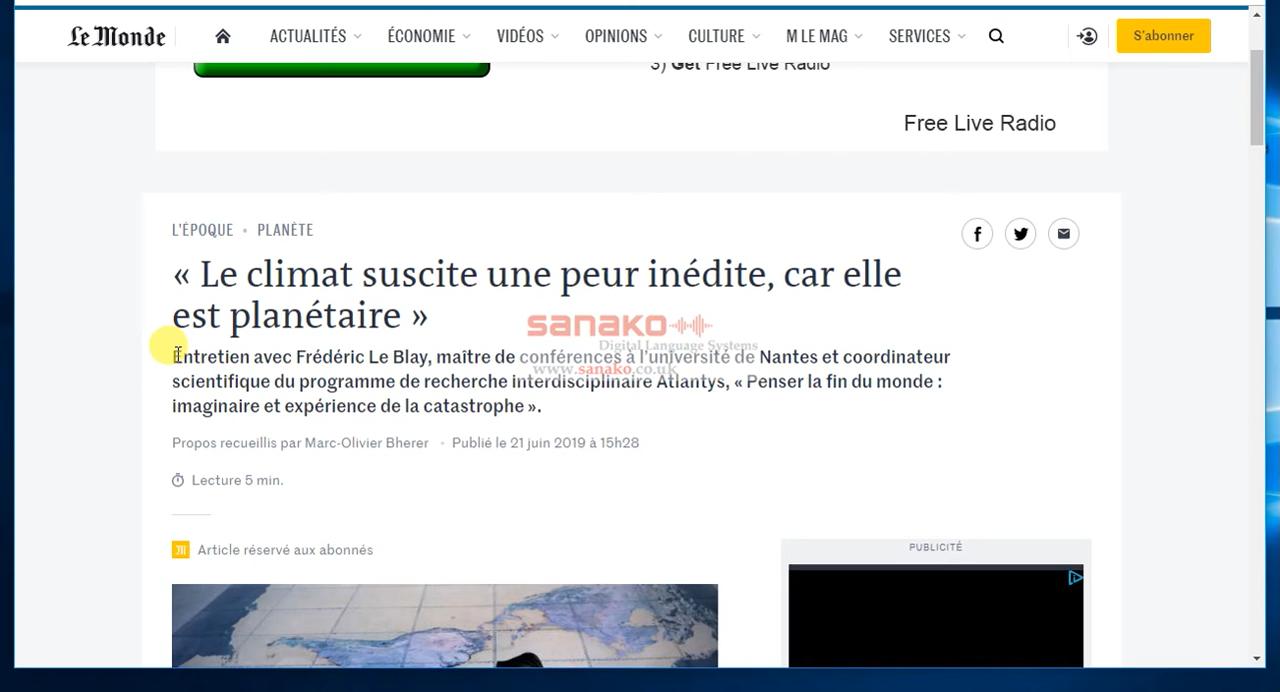 Le Monde
ACTUALITÉS
ÉCONOMIE
VIDÉOS
OPINIONS
CULTURE
M LE MAG
SERVICES
S'abonner
3) Get Free Live Radio
Free Live Radio
L'ÉPOQUE • PLANÈTE
« Le climat suscite une peur inédite, car elle
est planétaire »
sanako
Digital Language Systems
www.sanako.co.uk
Entretien avec Frédéric Le Blay, maître de conférences à l'université de Nantes et coordinateur
scientifique du programme de recherche interdisciplinaire Atlantys, « Penser la fin du monde :
imaginaire et expérience de la catastrophe ».
Propos recueillis par Marc-Olivier Bherer • Publié le 21 juin 2019 à 15h28
Lecture 5 min.
Article réservé aux abonnés
PUBLICITÉ